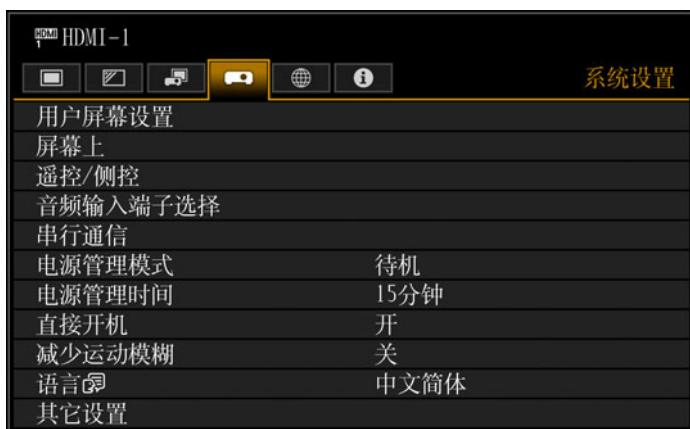 HDMI 1 HDMI-1
系统设置
用户屏幕设置
屏幕上
遥控/侧控
音频输入端子选择
串行通信
电源管理模式 待机
电源管理时间 15分钟
直接开机 开
减少运动模糊 关
语言 中文简体
其它设置